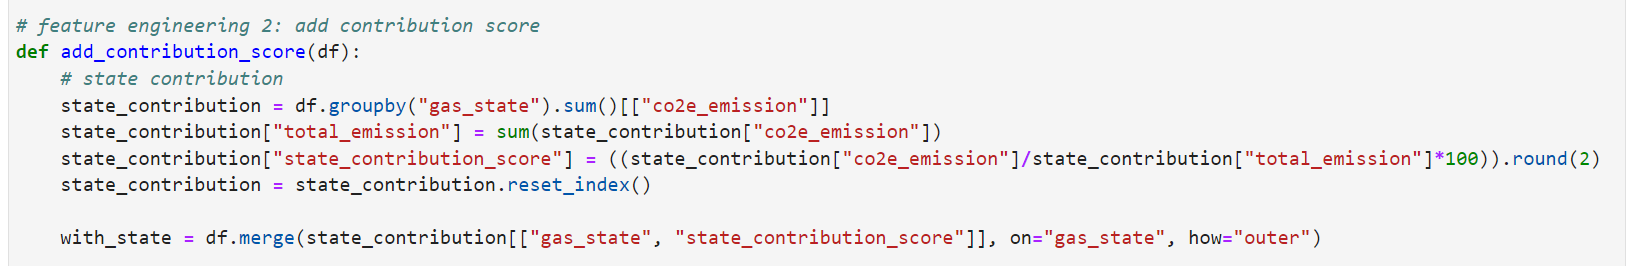 # feature engineering 2: add contribution score
def add_contribution_score(df):
    # state contribution
    state_contribution = df.groupby("gas_state").sum()[["co2e_emission"]]
    state_contribution["total_emission"] = sum(state_contribution["co2e_emission"])
    state_contribution["state_contribution_score"] = ((state_contribution["co2e_emission"]/state_contribution["total_emission"]*100)).round(2)
    state_contribution = state_contribution.reset_index()

    with_state = df.merge(state_contribution[["gas_state", "state_contribution_score"]], on="gas_state", how="outer")